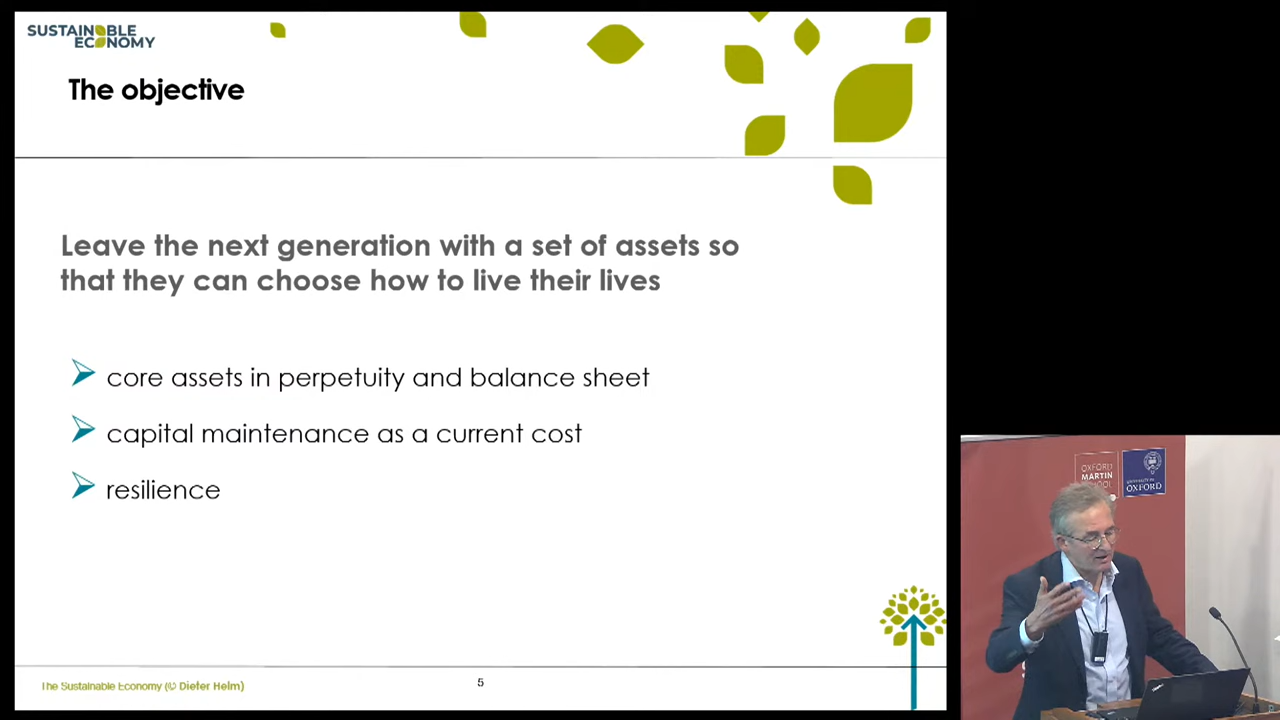 SUSTAINABLE
ECONOMY
The objective
Leave the next generation with a set of assets so
that they can choose how to live their lives
core assets in perpetuity and balance sheet
capital maintenance as a current cost
resilience
The Sustainable Economy (© Dieter Helm)
5
OXFORD
MARTIN
SCHOOL
UNIVERSITY OF
OXFORD